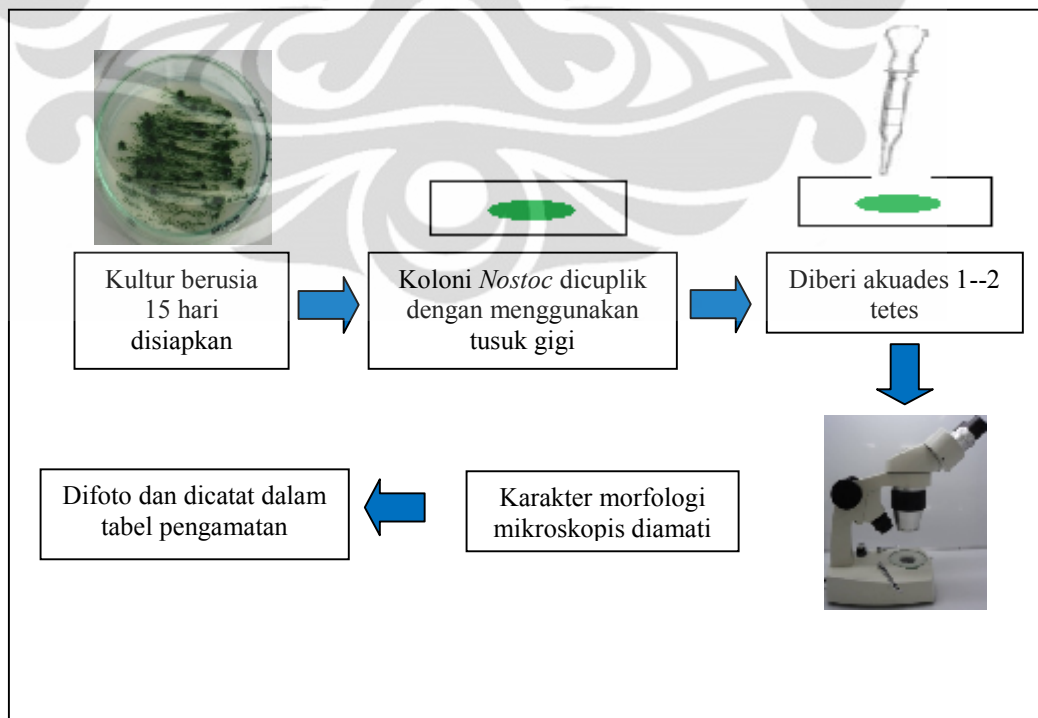 Kultur berusia
15 hari
disiapkan
Koloni Nostoc dicuplik
dengan menggunakan
tusuk gigi
Diberi akuades 1--2
tetes
Karakter morfologi
mikroskopis diamati
Difoto dan dicatat dalam
tabel pengamatan